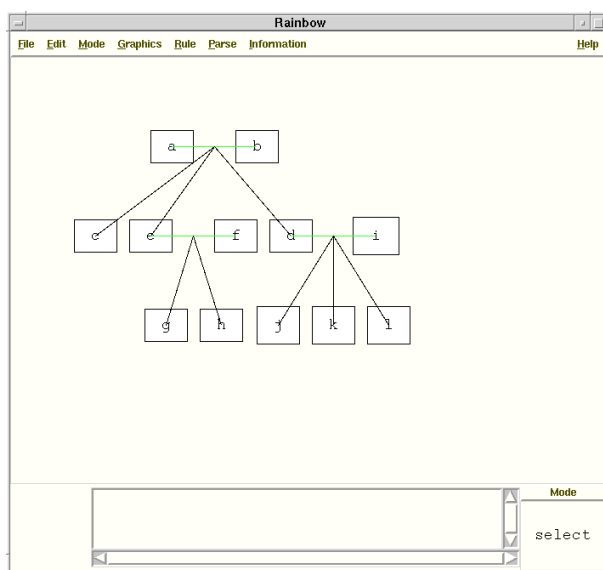 Rainbow
File Edit Mode Graphics Rule Parse Information Help
a b
c e f d i
g h j k l
Mode
select